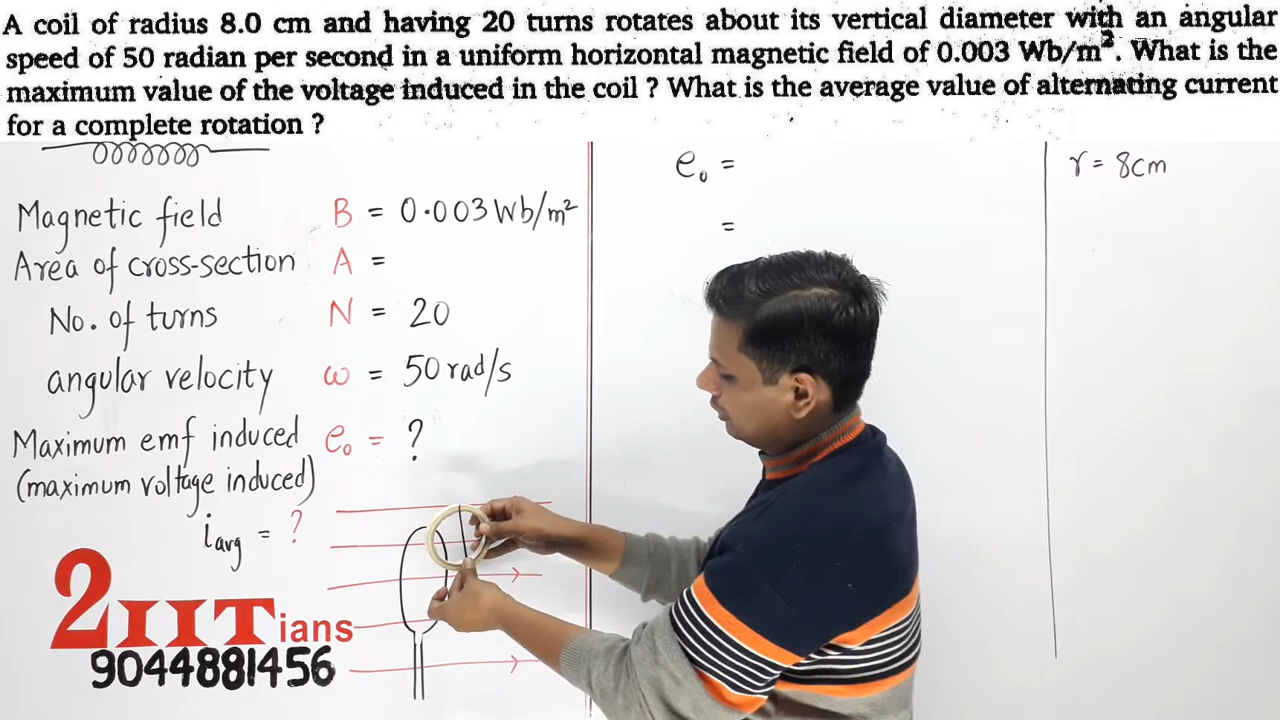 A coil of radius 8.0 cm and having 20 turns rotates about its vertical diameter with an angular
speed of 50 radian per second in a uniform horizontal magnetic field of 0.003 Wb/m². What is the
maximum value of the voltage induced in the coil ? What is the average value of alternating current
for a complete rotation ?
Magnetic field B = 0.003 Wb/m²
Area of cross-section A =
No. of turns N = 20
angular velocity ω = 50 rad/s
Maximum emf induced e₀ = ?
(maximum voltage induced)
iavg = ?
2IITians
9044881456
e₀ =
=
r = 8cm